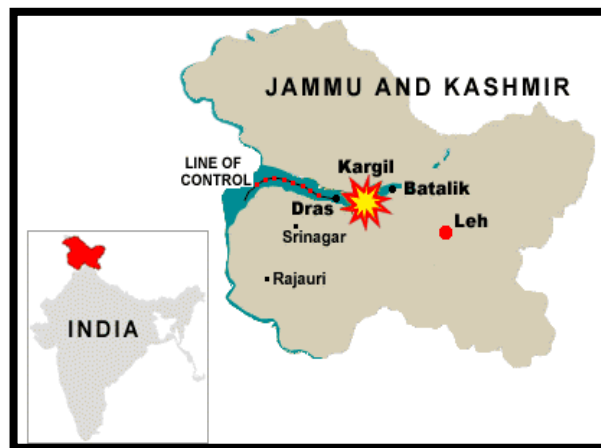 JAMMU AND KASHMIR
LINE OF
CONTROL
Kargil
Batalik
Dras
Leh
Srinagar
Rajauri
INDIA